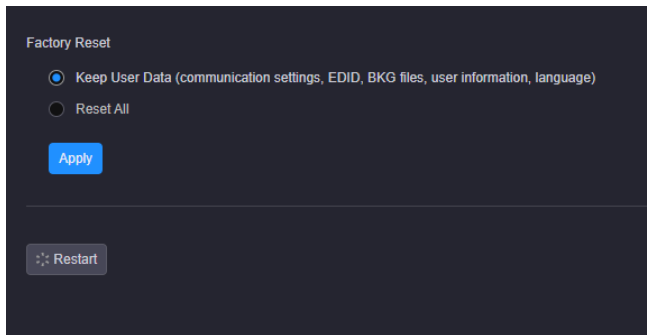 Factory Reset
Keep User Data (communication settings, EDID, BKG files, user information, language)
Reset All
Apply
Restart